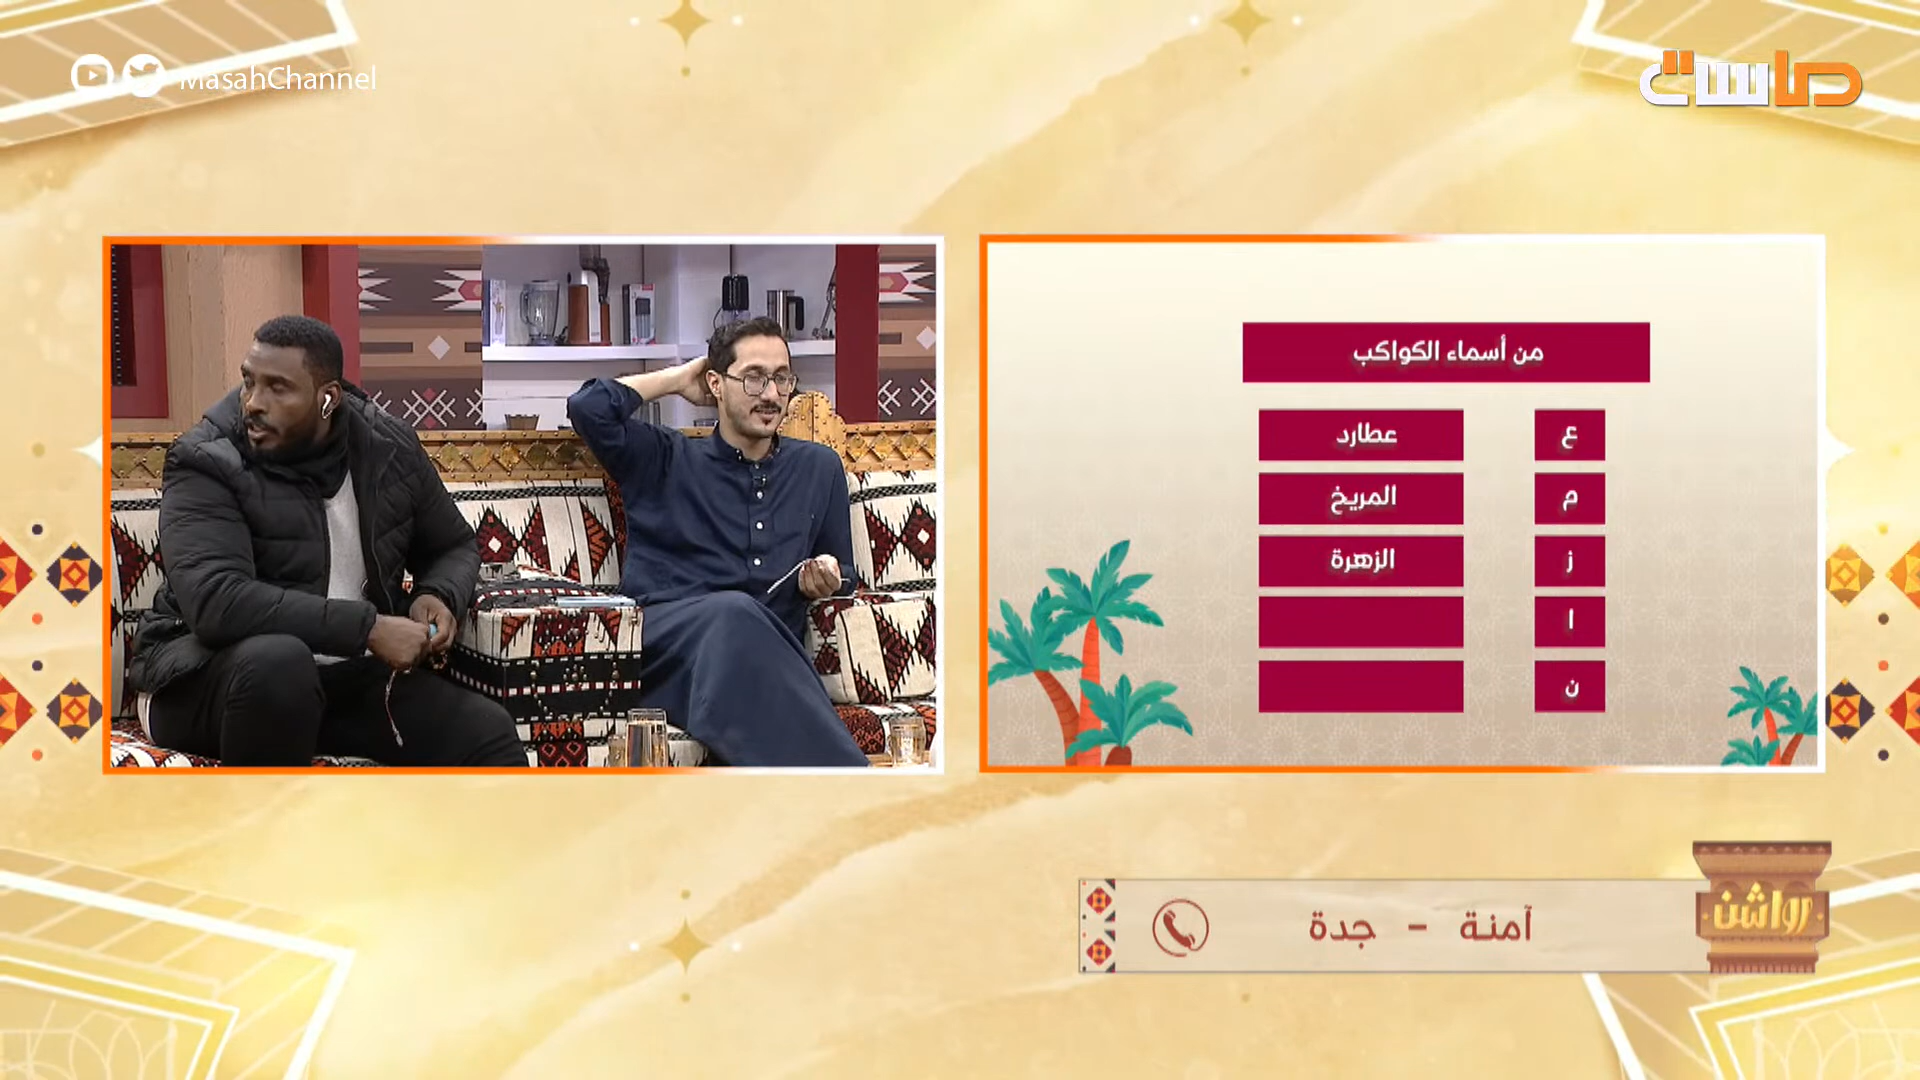 MasahChannel
ماسة
من أسماء الكواكب
ع عطارد
م المريخ
ز الزهرة
ا
ن
آمنة - جدة
رواشن